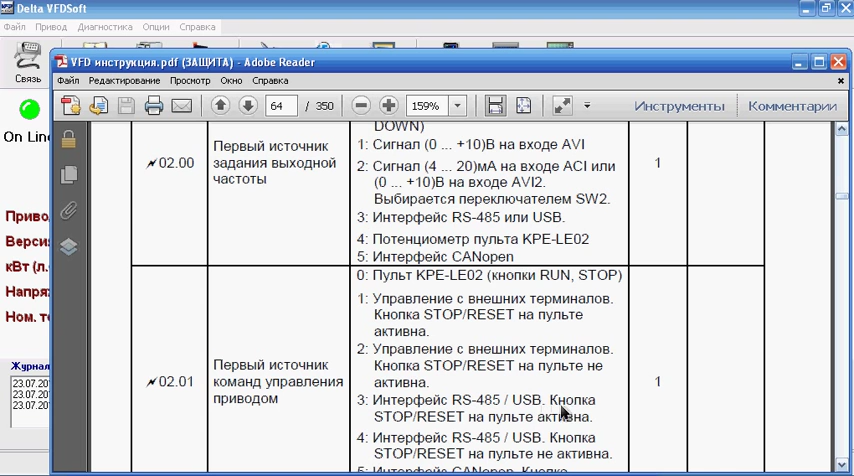 Delta VFDSoft
Файл Привод Диагностика Опции Справка
Связь
On Line
VFD инструкция.pdf (ЗАЩИТА) - Adobe Reader
Файл Редактирование Просмотр Окно Справка
64 / 350 159% Инструменты Комментарии
DOWN)
02.00
Первый источник
задания выходной
частоты
1: Сигнал (0 ... +10)В на входе AVI
2: Сигнал (4 ... 20)мА на входе ACI или
(0 ... +10)В на входе AVI2.
Выбирается переключателем SW2.
3: Интерфейс RS-485 или USB.
4: Потенциометр пульта KPE-LE02
5: Интерфейс CANopen
1
02.01
Первый источник
команд управления
приводом
0: Пульт KPE-LE02 (кнопки RUN, STOP)
1: Управление с внешних терминалов.
Кнопка STOP/RESET на пульте
активна.
2: Управление с внешних терминалов.
Кнопка STOP/RESET на пульте не
активна.
3: Интерфейс RS-485 / USB. Кнопка
STOP/RESET на пульте активна.
4: Интерфейс RS-485 / USB. Кнопка
STOP/RESET на пульте не активна.
5: Интерфейс CANopen. Кнопка
1
Приво
Верси
кВт (л.
Напря
Ном. т
Журнал
23.07.20
23.07.20
23.07.20